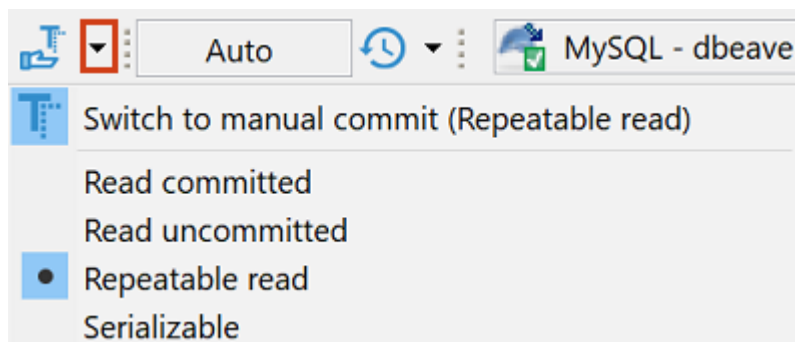 Auto
MySQL - dbeave
Switch to manual commit (Repeatable read)
Read committed
Read uncommitted
Repeatable read
Serializable